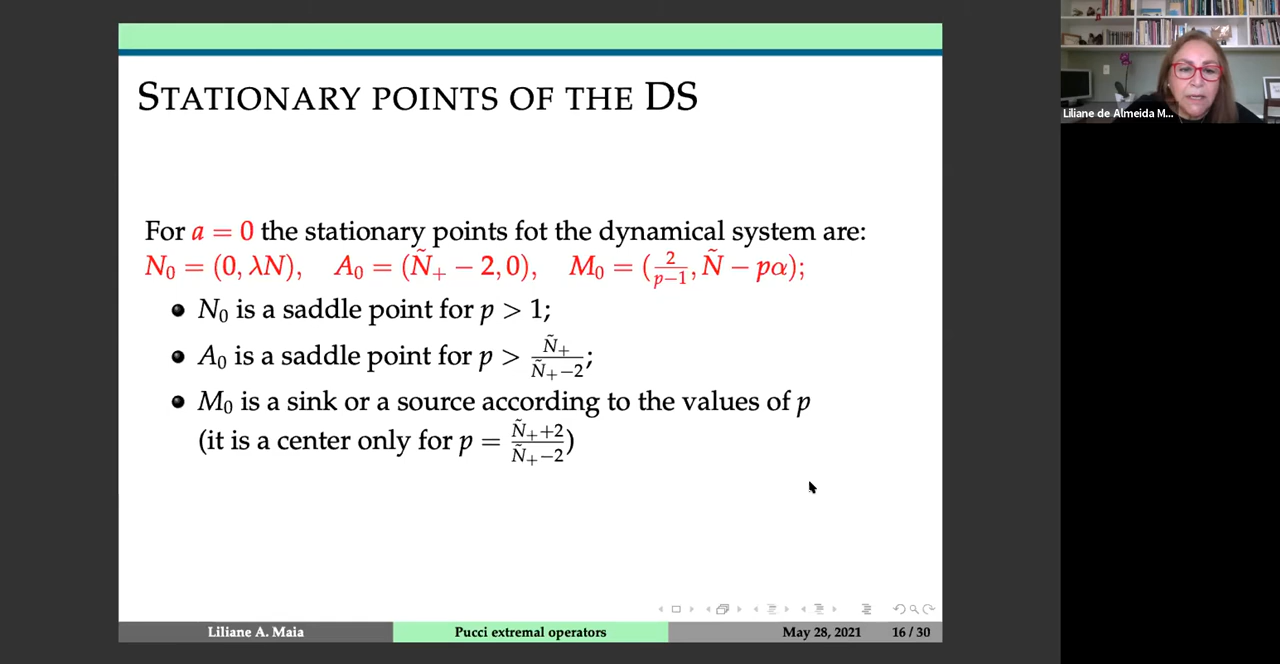 STATIONARY POINTS OF THE DS
For a = 0 the stationary points fot the dynamical system are:
N₀ = (0, λN), A₀ = (Ñ₊ − 2, 0), M₀ = (2/(p−1), Ñ − pα);
• N₀ is a saddle point for p > 1;
• A₀ is a saddle point for p > Ñ₊/(Ñ₊−2);
• M₀ is a sink or a source according to the values of p
(it is a center only for p = (Ñ₊+2)/(Ñ₊−2))
Liliane A. Maia Pucci extremal operators May 28, 2021 16 / 30
Liliane de Almeida M...